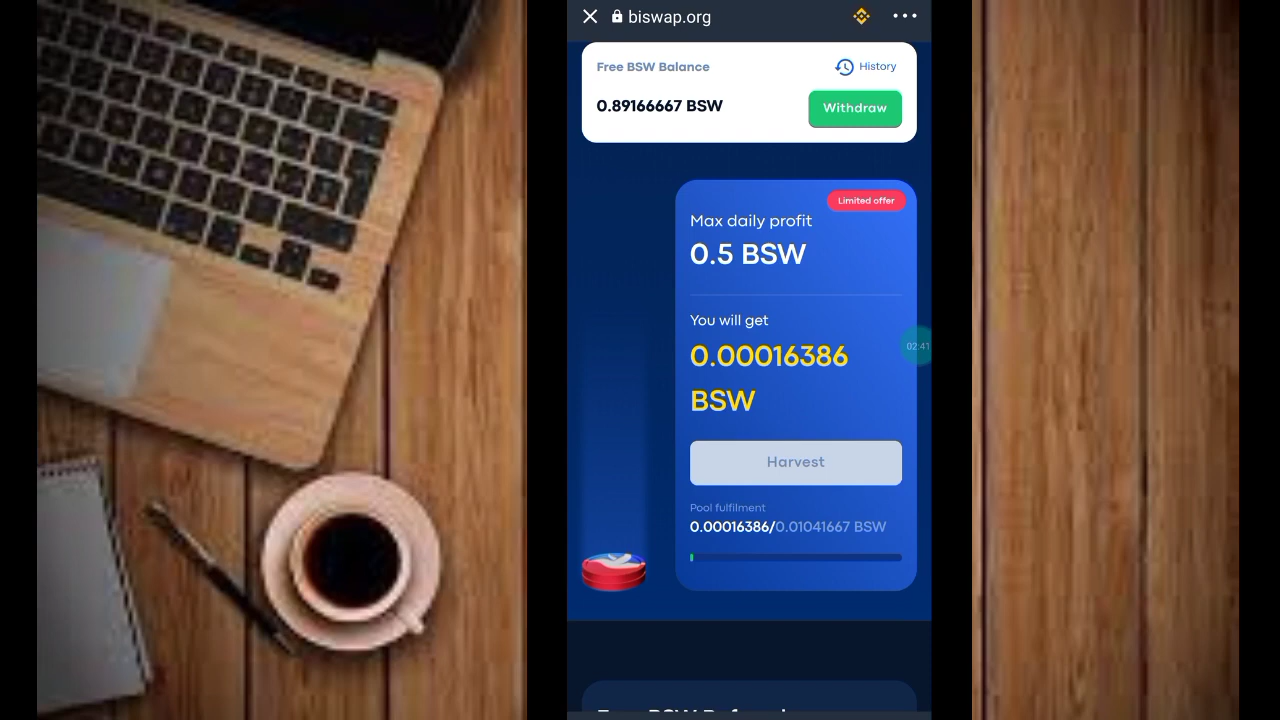 biswap.org
Free BSW Balance
History
0.89166667 BSW
Withdraw
Limited offer
Max daily profit
0.5 BSW
You will get
0.00016386
BSW
02:41
Harvest
Pool fulfilment
0.00016386/0.01041667 BSW